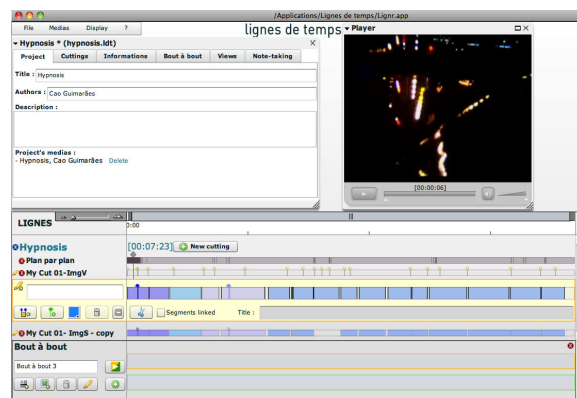 /Applications/Lignes de temps/Lignr.app
File Medias Display ?
lignes de temps
Player
Hypnosis * (hypnosis.ldt)
Project Cuttings Informations Bout à bout Views Note-taking
Title : Hypnosis
Authors : Cao Guimarães
Description :
Project's medias :
- Hypnosis, Cao Guimarães Delete
[00:00:06]
LIGNES
0:00
Hypnosis [00:07:23] New cutting
Plan par plan
My Cut 01-ImgV
Segments linked Title :
My Cut 01- ImgS - copy
Bout à bout
Bout à bout 3